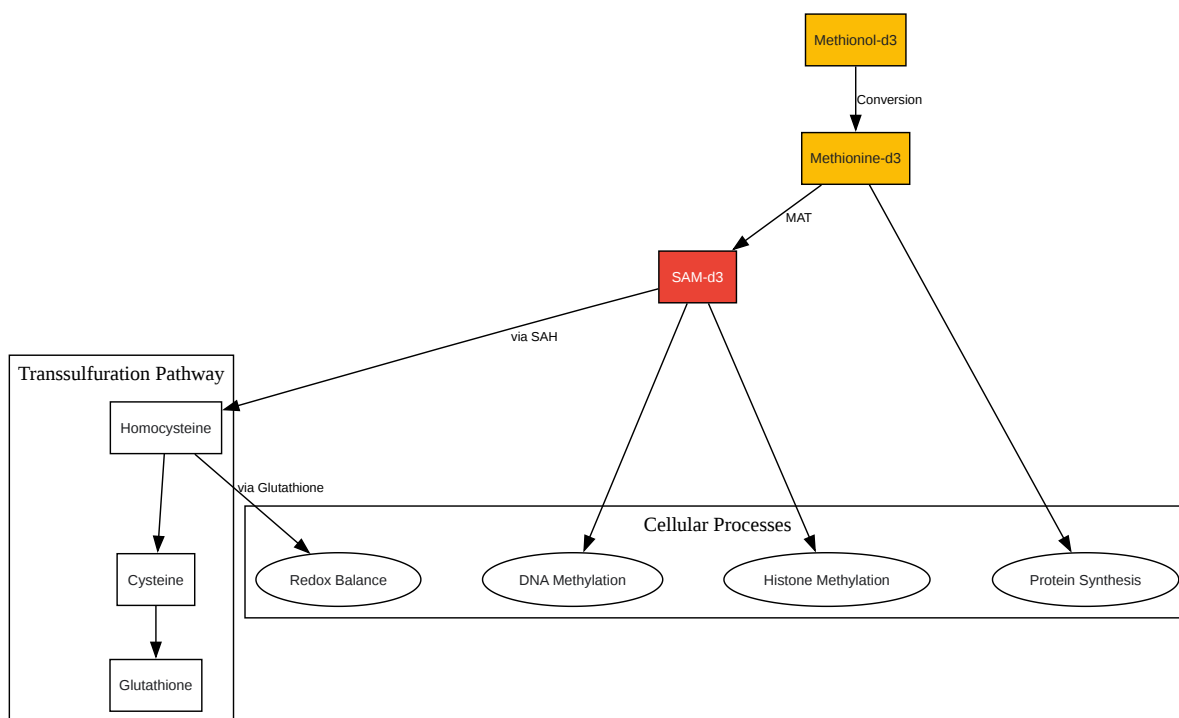 Methionol-d3
Conversion
Methionine-d3
MAT
SAM-d3
via SAH
Transsulfuration Pathway
Homocysteine
via Glutathione
Cellular Processes
Cysteine
Redox Balance
DNA Methylation
Histone Methylation
Protein Synthesis
Glutathione